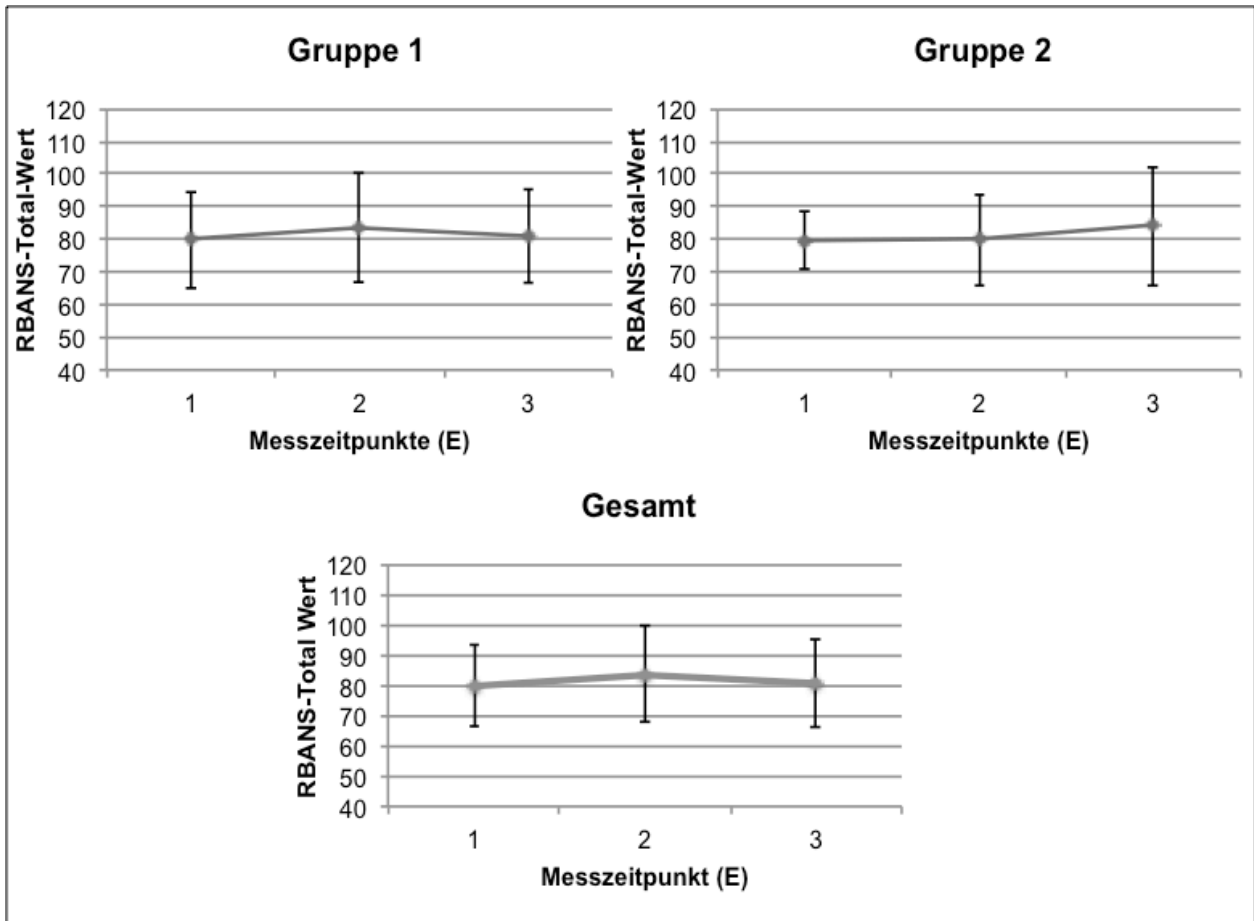 Gruppe 1
RBANS-Total-Wert
120
110
100
90
80
70
60
50
40
1 2 3
Messzeitpunkte (E)
Gruppe 2
RBANS-Total-Wert
120
110
100
90
80
70
60
50
40
1 2 3
Messzeitpunkte (E)
Gesamt
RBANS-Total Wert
120
110
100
90
80
70
60
50
40
1 2 3
Messzeitpunkt (E)